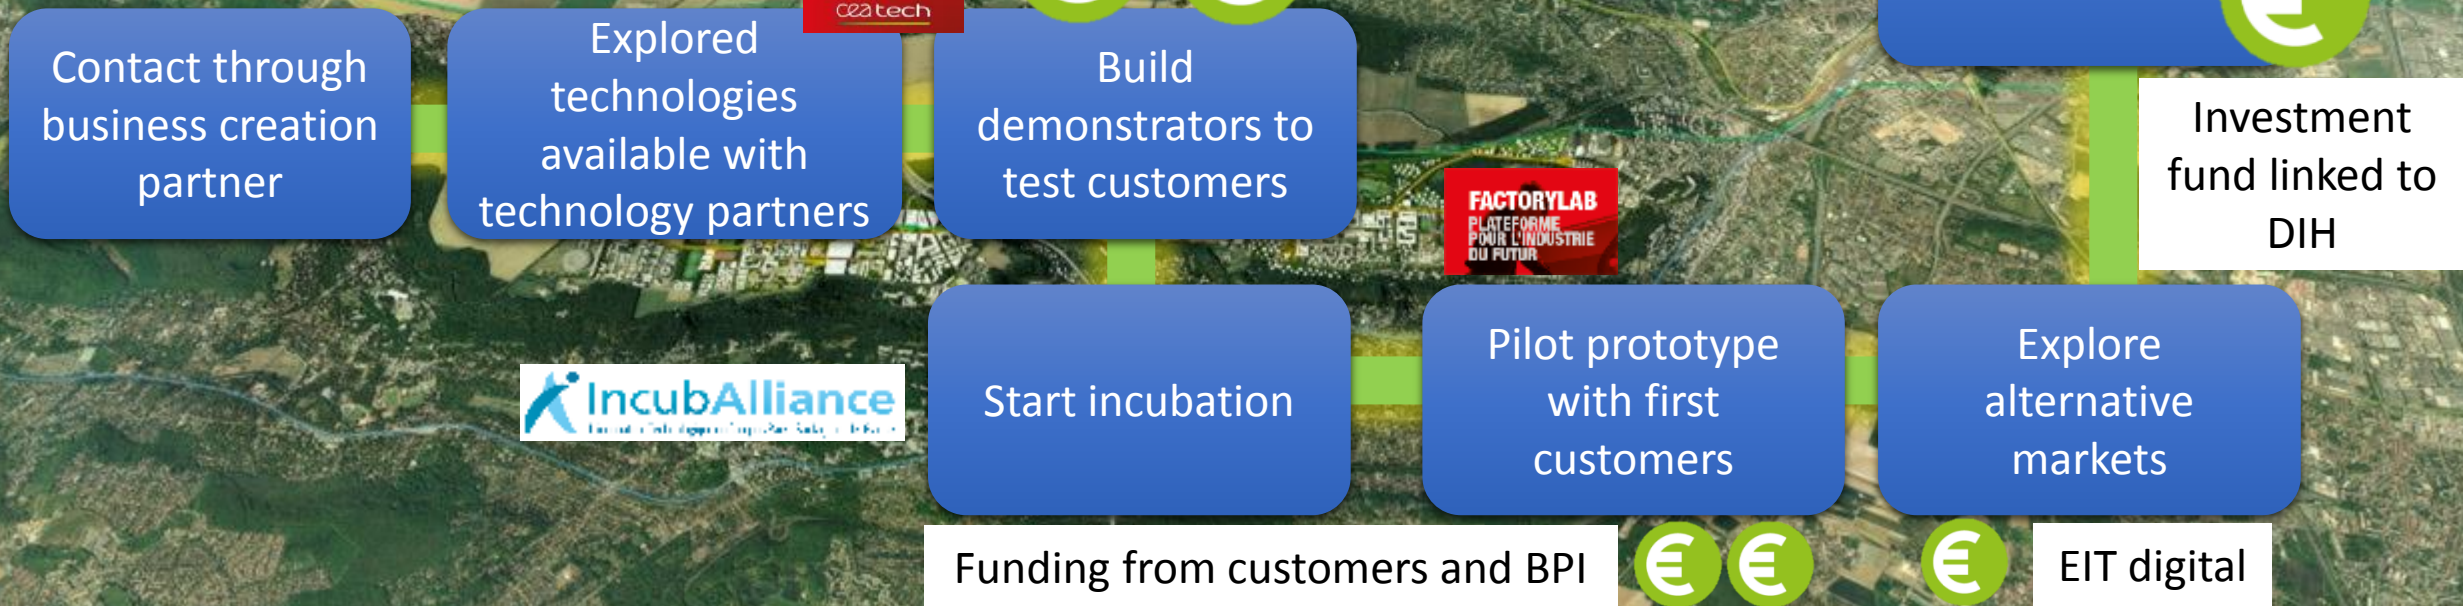 ceatech
Contact through
business creation
partner
Explored
technologies
available with
technology partners
Build
demonstrators to
test customers
Investment
fund linked to
DIH
FACTORYLAB
PLATEFORME
POUR L'INDUSTRIE
DU FUTUR
IncubAlliance
Start incubation
Pilot prototype
with first
customers
Explore
alternative
markets
Funding from customers and BPI
€ €
€
EIT digital